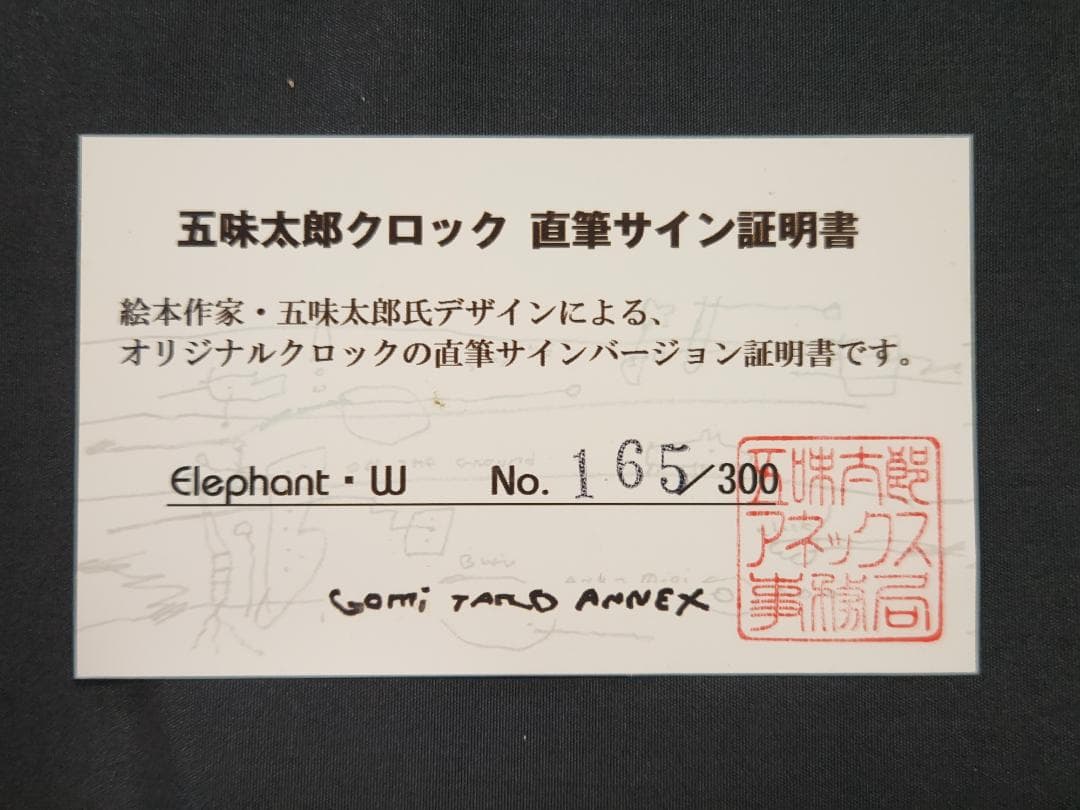 五味太郎クロック 直筆サイン証明書
絵本作家・五味太郎氏デザインによる、
オリジナルクロックの直筆サインバージョン証明書です。
Elephant・W No. 165/300
GOMi TARO ANNEX
五味太郎
アネックス
事務局